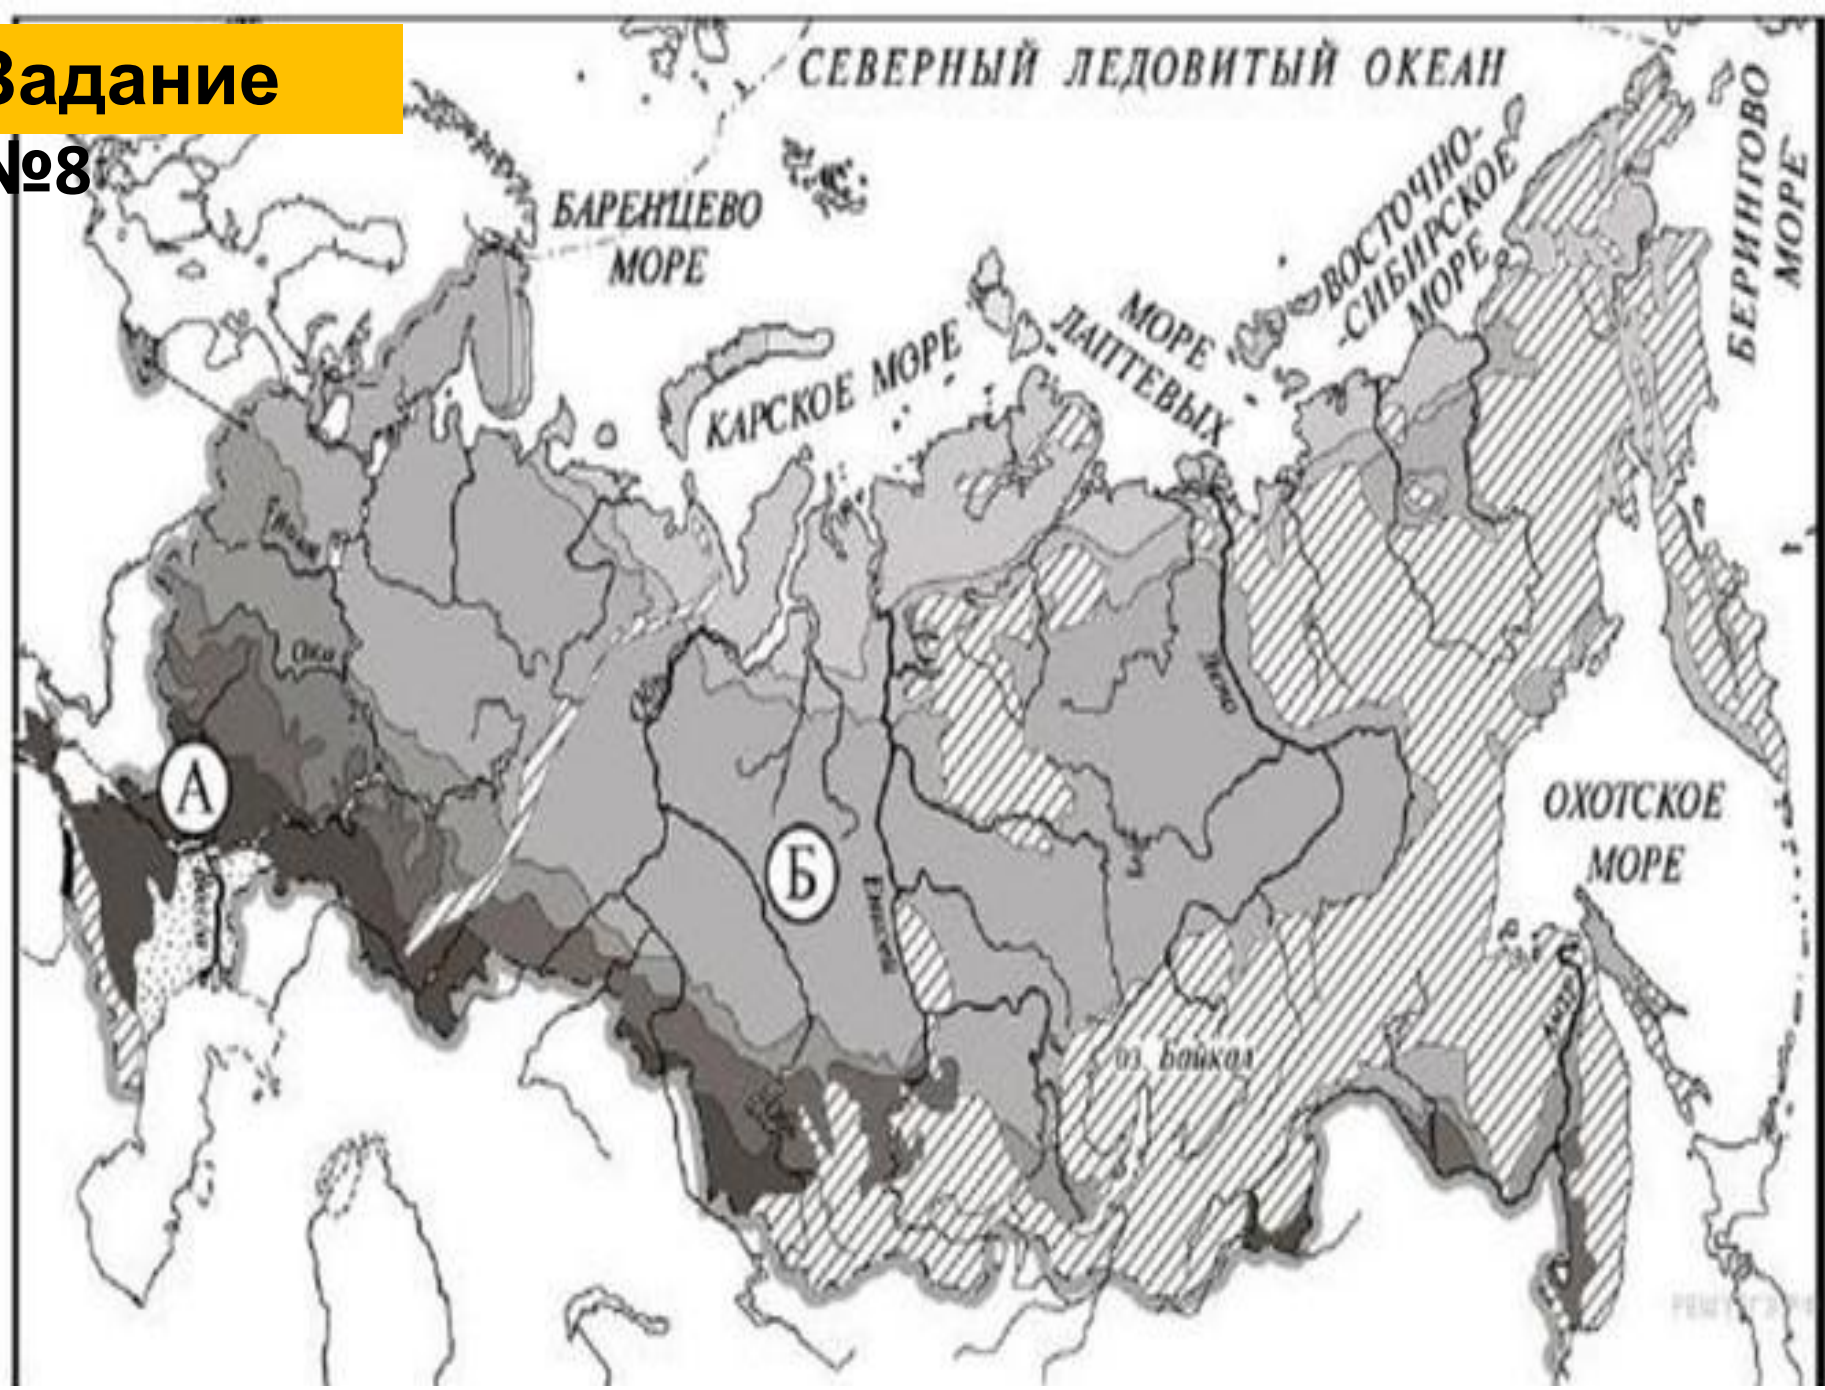 Задание
№8
СЕВЕРНЫЙ ЛЕДОВИТЫЙ ОКЕАН
БАРЕНЦЕВО
МОРЕ
КАРСКОЕ МОРЕ
МОРЕ
ЛАПТЕВЫХ
ВОСТОЧНО-
-СИБИРСКОЕ
МОРЕ
БЕРИНГОВО
МОРЕ
ОХОТСКОЕ
МОРЕ
Волга
Ока
Лена
А
Б
Енисей
оз. Байкал
Амур